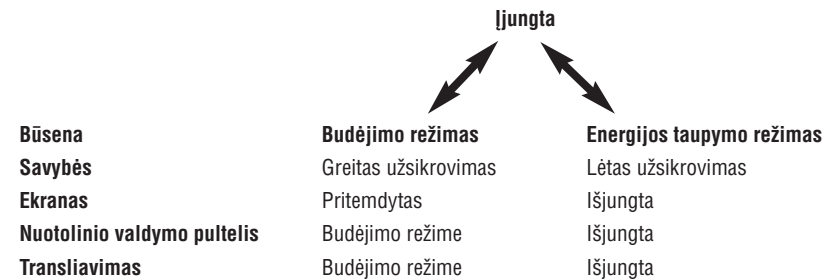 Įjungta
Būsena Budėjimo režimas Energijos taupymo režimas
Savybės Greitas užsikrovimas Lėtas užsikrovimas
Ekranas Pritemdytas Išjungta
Nuotolinio valdymo pultelis Budėjimo režime Išjungta
Transliavimas Budėjimo režime Išjungta